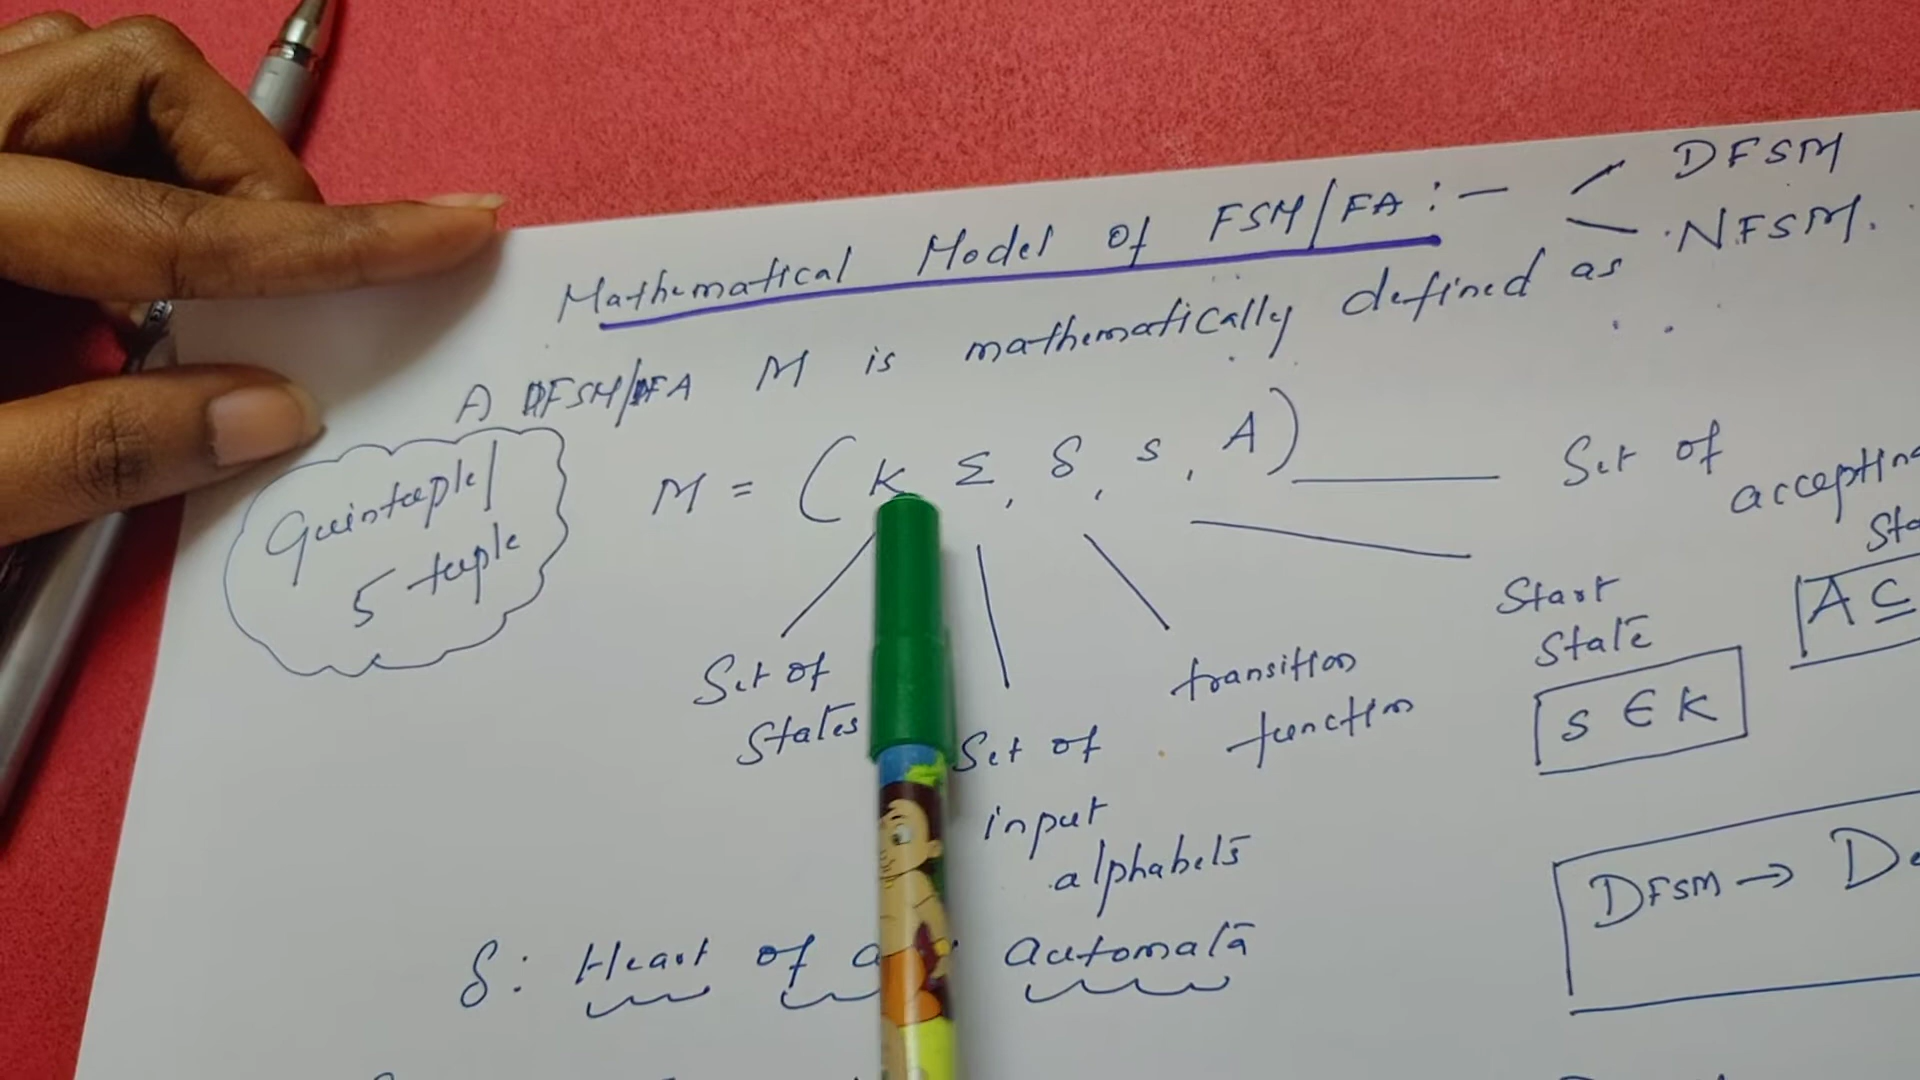 Mathematical Model of FSM/FA :-
DFSM
NFSM.
A DFSM/DFA M is mathematically defined as
Quintuple/
5 tuple
M = (K Σ, δ, s, A)
Set of
accepting
Set of
States
Set of
input
alphabets
transition
function
Start
State
S ∈ K
A ⊆
δ: Heart of Automata
DFSM →